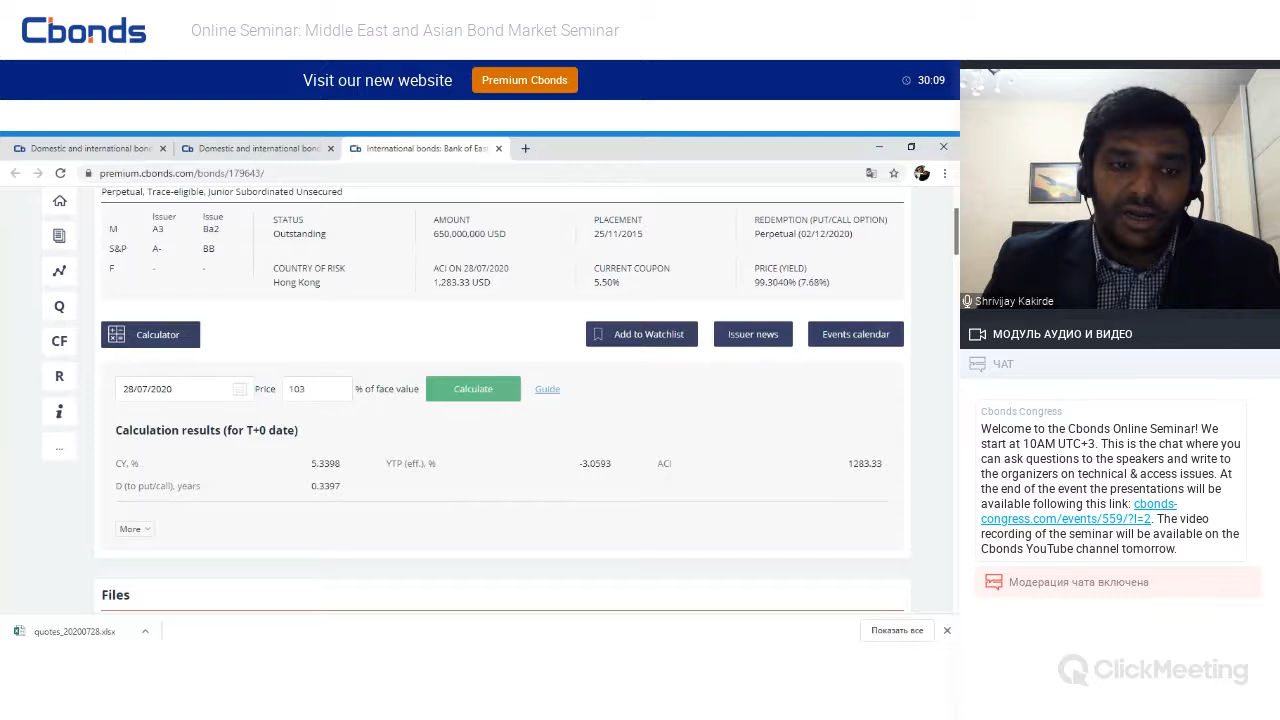 Cbonds
Online Seminar: Middle East and Asian Bond Market Seminar
Visit our new website
Premium Cbonds
30:09
Cb Domestic and international bond
Cb Domestic and international bond
Cb International bonds: Bank of East
premium.cbonds.com/bonds/179643/
Perpetual, Trace-eligible, Junior Subordinated Unsecured
Issuer Issue
M A3 Ba2
S&P A- BB
F - -
STATUS
Outstanding
AMOUNT
650,000,000 USD
PLACEMENT
25/11/2015
REDEMPTION (PUT/CALL OPTION)
Perpetual (02/12/2020)
COUNTRY OF RISK
Hong Kong
ACI ON 28/07/2020
1,283.33 USD
CURRENT COUPON
5.50%
PRICE (YIELD)
99.3040% (7.68%)
Q
CF
R
i
...
Calculator
Add to Watchlist
Issuer news
Events calendar
28/07/2020 Price 103 % of face value Calculate Guide
Calculation results (for T+0 date)
CY, % 5.3398 YTP (eff.), % -3.0593 ACI 1283.33
D (to put/call), years 0.3397
More
Files
quotes_20200728.xlsx
Показать все
Shrivijay Kakirde
МОДУЛЬ АУДИО И ВИДЕО
ЧАТ
Cbonds Congress
Welcome to the Cbonds Online Seminar! We
start at 10AM UTC+3. This is the chat where you
can ask questions to the speakers and write to
the organizers on technical & access issues. At
the end of the event the presentations will be
available following this link: cbonds-
congress.com/events/559/?l=2. The video
recording of the seminar will be available on the
Cbonds YouTube channel tomorrow.
Модерация чата включена
ClickMeeting